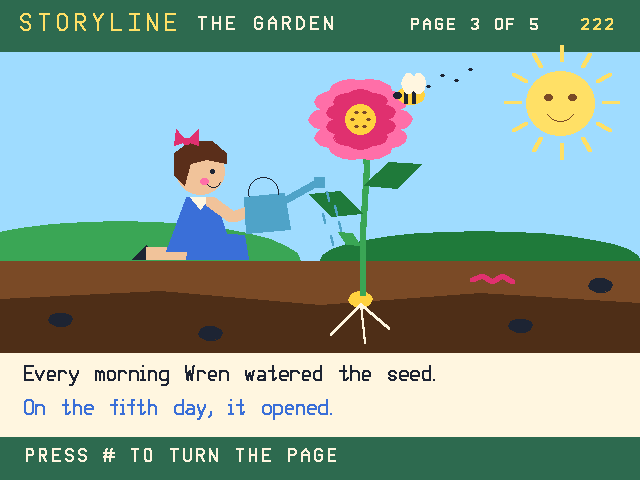 STORYLINE THE GARDEN PAGE 3 OF 5 222
Every morning Wren watered the seed.
On the fifth day, it opened.
PRESS # TO TURN THE PAGE